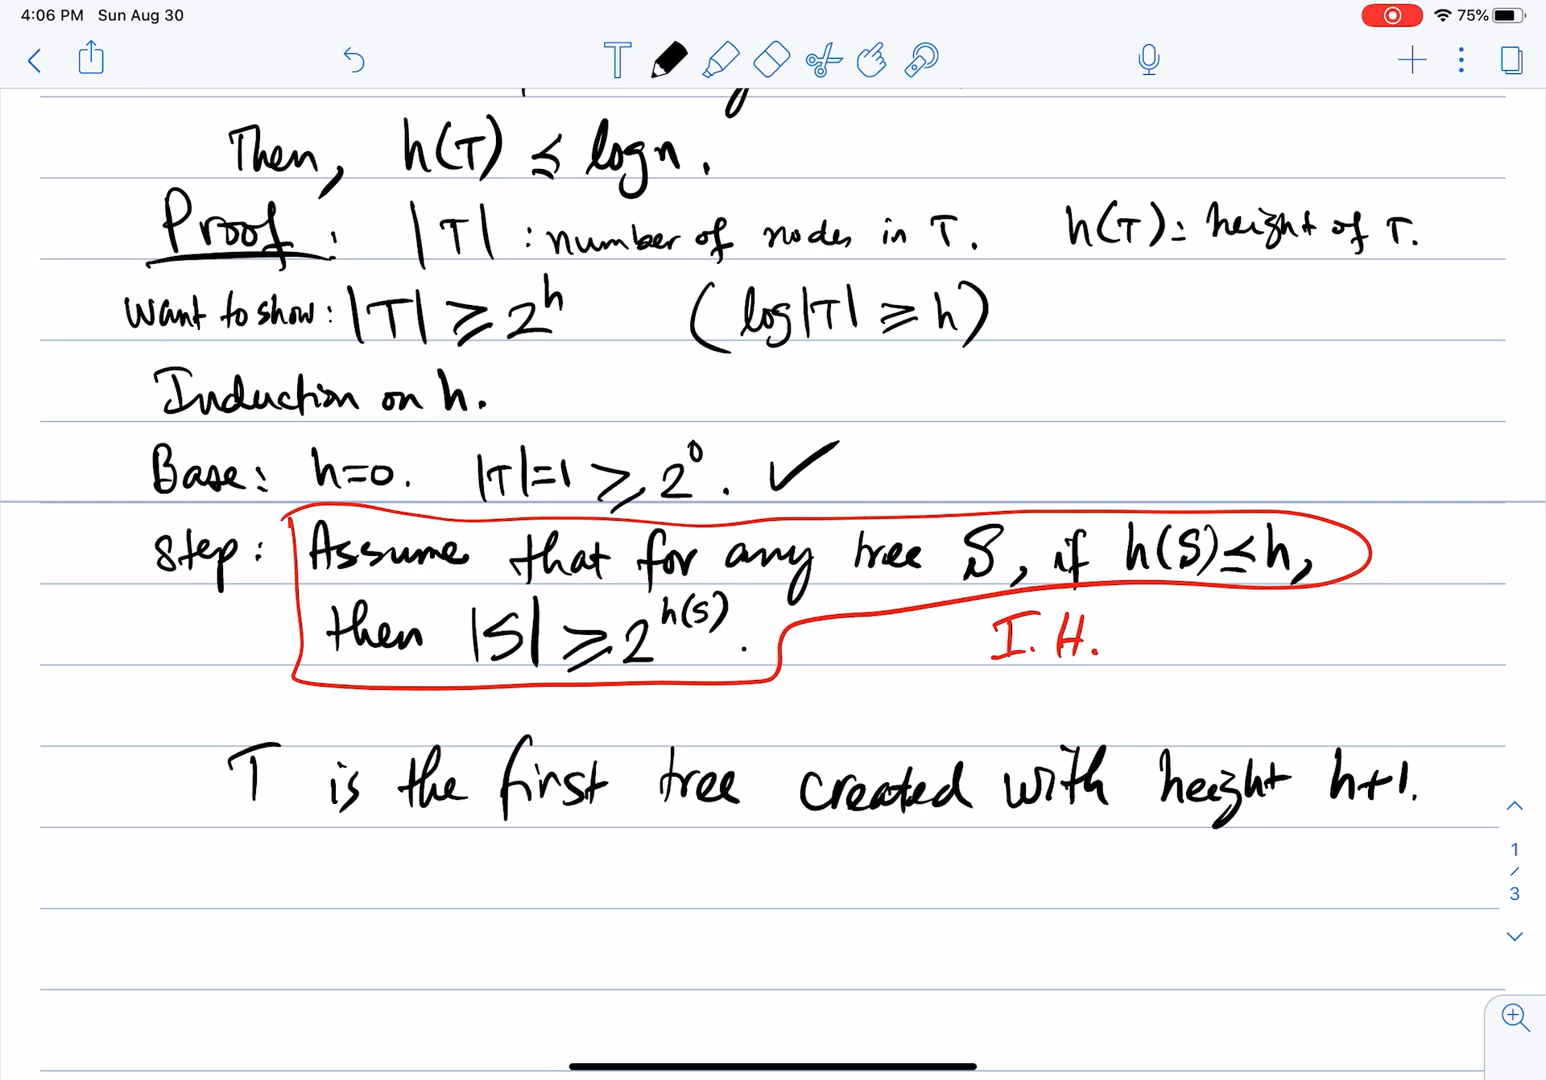 4:06 PM Sun Aug 30
75%
T
Then, h(T) ≤ log n.
Proof: |T| : number of nodes in T. h(T): height of T.
Want to show: |T| ≥ 2^h (log|T| ≥ h)
Induction on h.
Base: h=0. |T|=1 ≥ 2^0. ✓
Step: Assume that for any tree S, if h(S)≤h,
then |S| ≥ 2^h(S).
I.H.
T is the first tree created with height h+1.
1
/
3